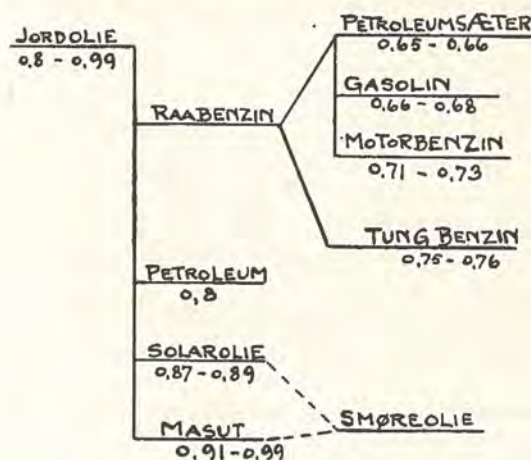 JORDOLIE
0.8 - 0,99
RAABENZIN
PETROLEUMSÆTER
0.65 - 0.66
GASOLIN
0.66 - 0.68
MOTORBENZIN
0.71 - 0.73
TUNG BENZIN
0,75 - 0,76
PETROLEUM
0,8
SOLAROLIE
0.87 - 0,89
MASUT
0,91-0,99
SMØREOLIE